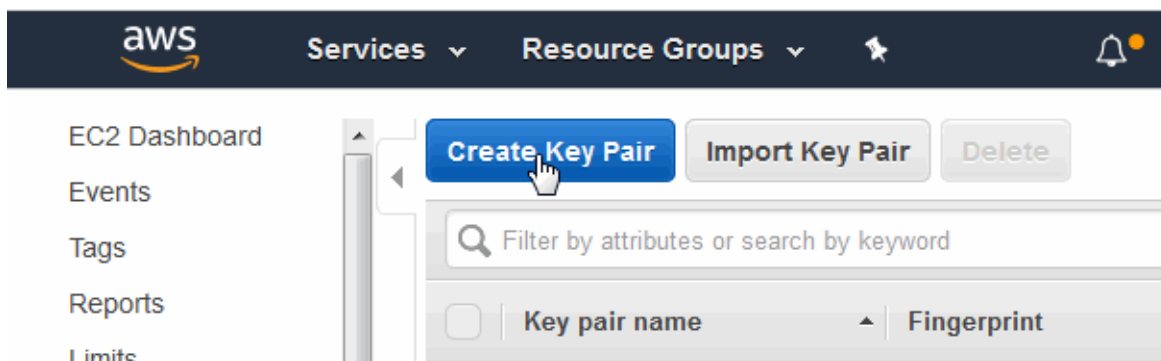 aws Services Resource Groups
EC2 Dashboard
Events
Tags
Reports
Limits
Create Key Pair Import Key Pair Delete
Filter by attributes or search by keyword
Key pair name Fingerprint